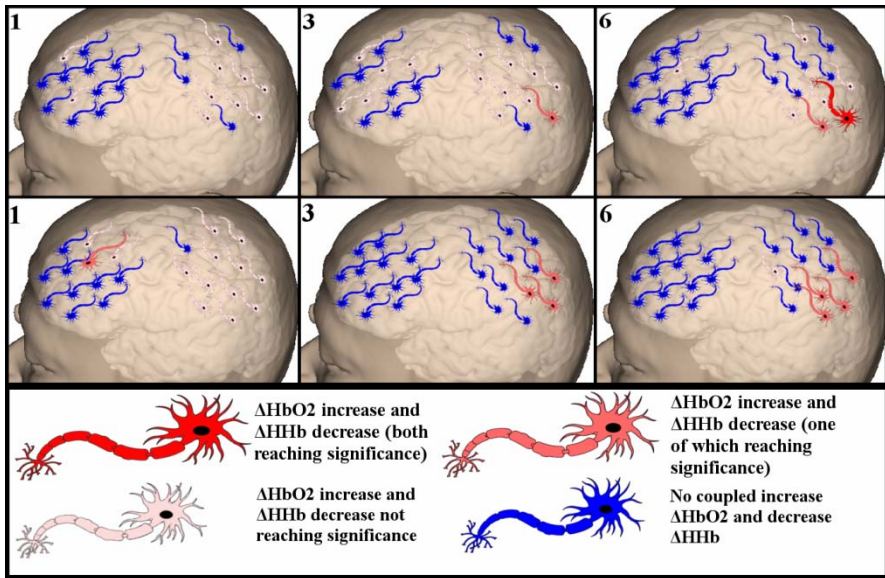 1
3
6
1
3
6
ΔHbO2 increase and
ΔHHb decrease (both
reaching significance)
ΔHbO2 increase and
ΔHHb decrease (one
of which reaching
significance)
ΔHbO2 increase and
ΔHHb decrease not
reaching significance
No coupled increase
ΔHbO2 and decrease
ΔHHb